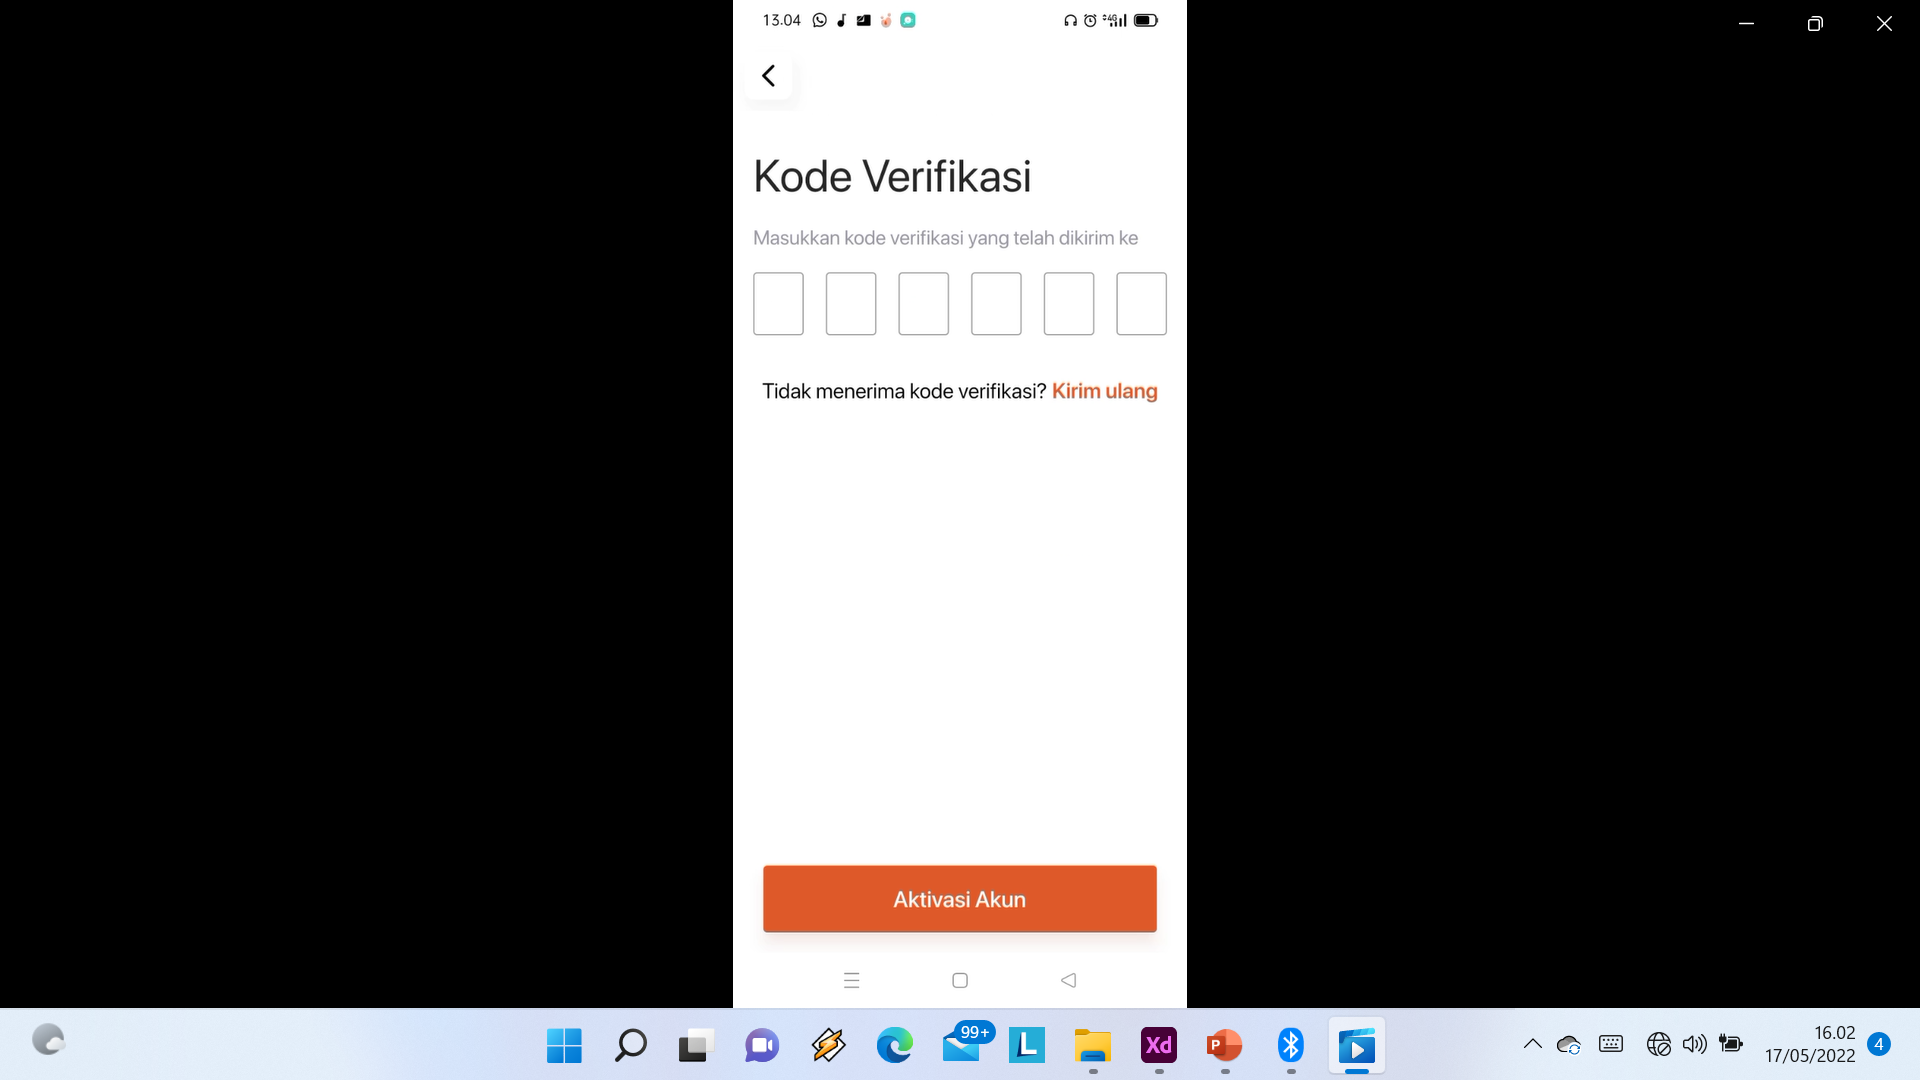 13.04
4G
Kode Verifikasi
Masukkan kode verifikasi yang telah dikirim ke
Tidak menerima kode verifikasi? Kirim ulang
Aktivasi Akun
99+
L
Xd
P
16.02
17/05/2022
4